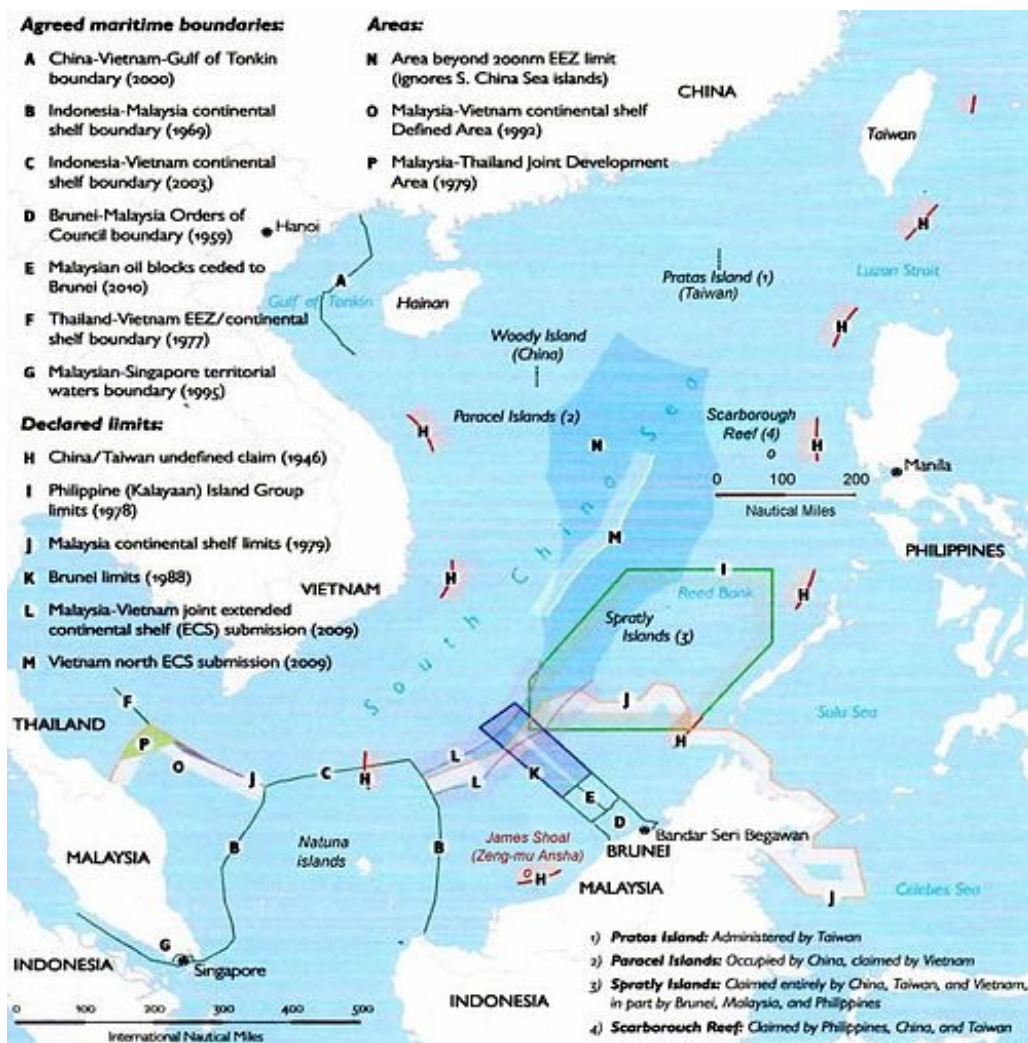 Agreed maritime boundaries:
A China-Vietnam-Gulf of Tonkin
boundary (2000)
B Indonesia-Malaysia continental
shelf boundary (1969)
C Indonesia-Vietnam continental
shelf boundary (2003)
D Brunei-Malaysia Orders of
Council boundary (1959)
E Malaysian oil blocks ceded to
Brunei (2010)
F Thailand-Vietnam EEZ/continental
shelf boundary (1977)
G Malaysian-Singapore territorial
waters boundary (1995)
Declared limits:
H China/Taiwan undefined claim (1946)
I Philippine (Kalayaan) Island Group
limits (1978)
J Malaysia continental shelf limits (1979)
K Brunei limits (1988)
L Malaysia-Vietnam joint extended
continental shelf (ECS) submission (2009)
M Vietnam north ECS submission (2009)
Areas:
N Area beyond 200nm EEZ limit
(ignores S. China Sea islands)
O Malaysia-Vietnam continental shelf
Defined Area (1992)
P Malaysia-Thailand Joint Development
Area (1979)
CHINA
Taiwan
Hanoi
H
A
Gulf of Tonkin
Hainan
Pratas Island (1)
(Taiwan)
Luzon Strait
H
Woody Island
(China)
Paracel Islands (2)
H
N
Scarborough
Reef (4)
H
Manila
0 100 200
Nautical Miles
South China Sea
M
PHILIPPINES
VIETNAM
H
I
Reed Bank
H
Spratly
Islands (3)
F
THAILAND
J
Sulu Sea
P
O
J
C
H
L
L
K
E
D
H
Bandar Seri Begawan
BRUNEI
MALAYSIA
B
Natuna
islands
B
James Shoal
(Zeng-mu Ansha)
H
MALAYSIA
J
Celebes Sea
G
INDONESIA
Singapore
INDONESIA
0 100 200 300 400 500
International Nautical Miles
1) Pratas Island: Administered by Taiwan
2) Paracel Islands: Occupied by China, claimed by Vietnam
3) Spratly Islands: Claimed entirely by China, Taiwan, and Vietnam,
in part by Brunei, Malaysia, and Philippines
4) Scarborouch Reef: Claimed by Philippines, China, and Taiwan